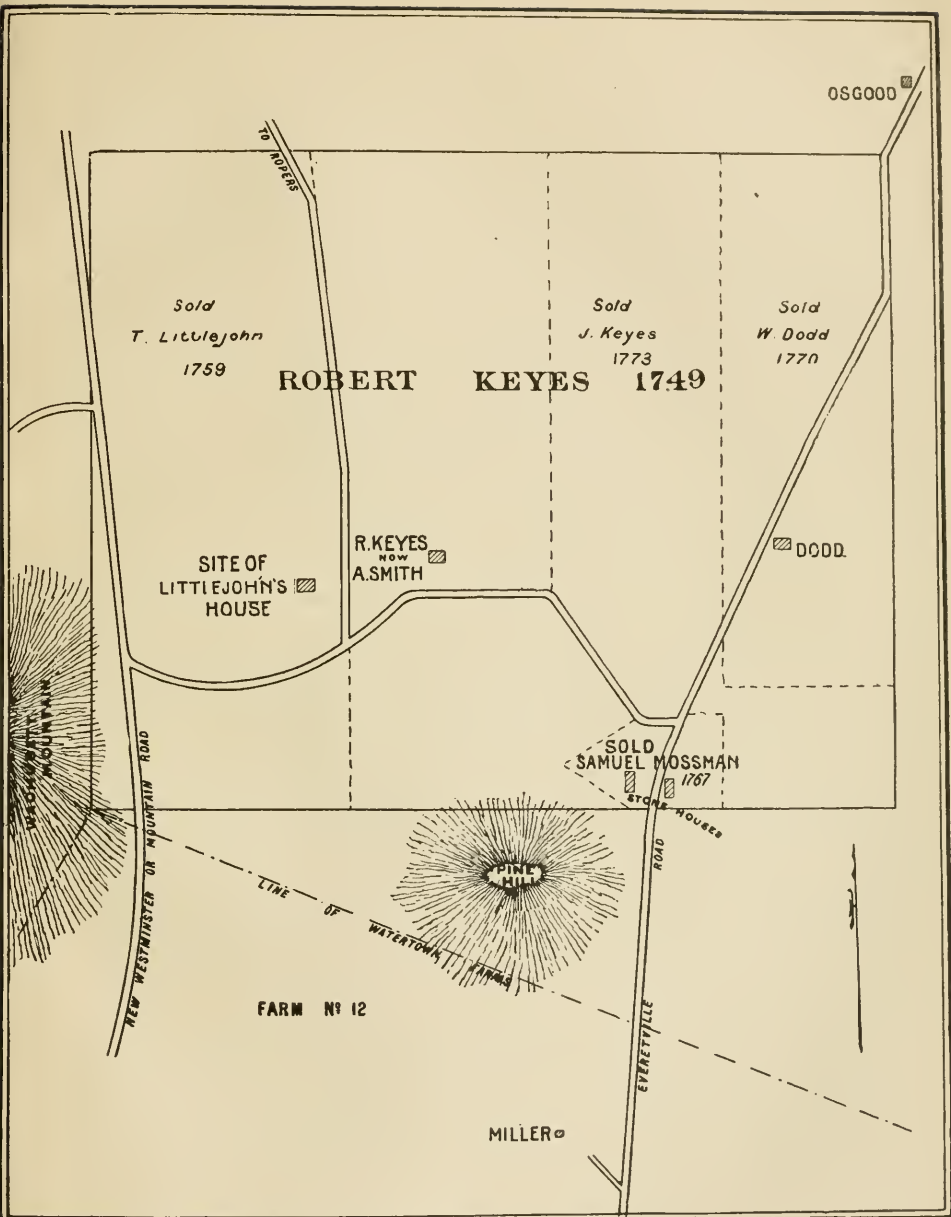 OSGOOD
TO ROPERS
Sold
T. Littlejohn
1759
Sold
J. Keyes
1773
Sold
W. Dodd
1770
ROBERT KEYES 1749
SITE OF
LITTLEJOHN'S
HOUSE
R. KEYES
NOW
A. SMITH
DODD.
WACHUSETT
MOUNTAIN
NEW WESTMINSTER OR MOUNTAIN ROAD
SOLD
SAMUEL MOSSMAN
1767
STONE HOUSES
PINE
HILL
LINE OF WATERTOWN FARMS
FARM Nº 12
EVERETVILLE ROAD
MILLER